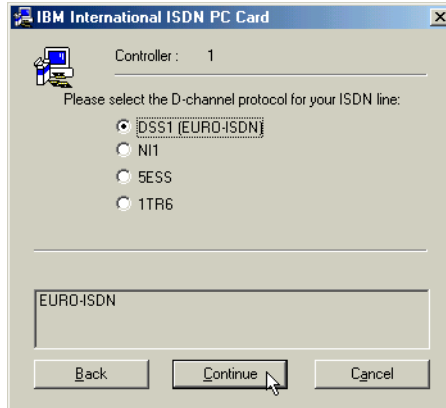 IBM International ISDN PC Card
Controller : 1
Please select the D-channel protocol for your ISDN line:
DSS1 (EURO-ISDN)
NI1
5ESS
1TR6
EURO-ISDN
Back Continue Cancel